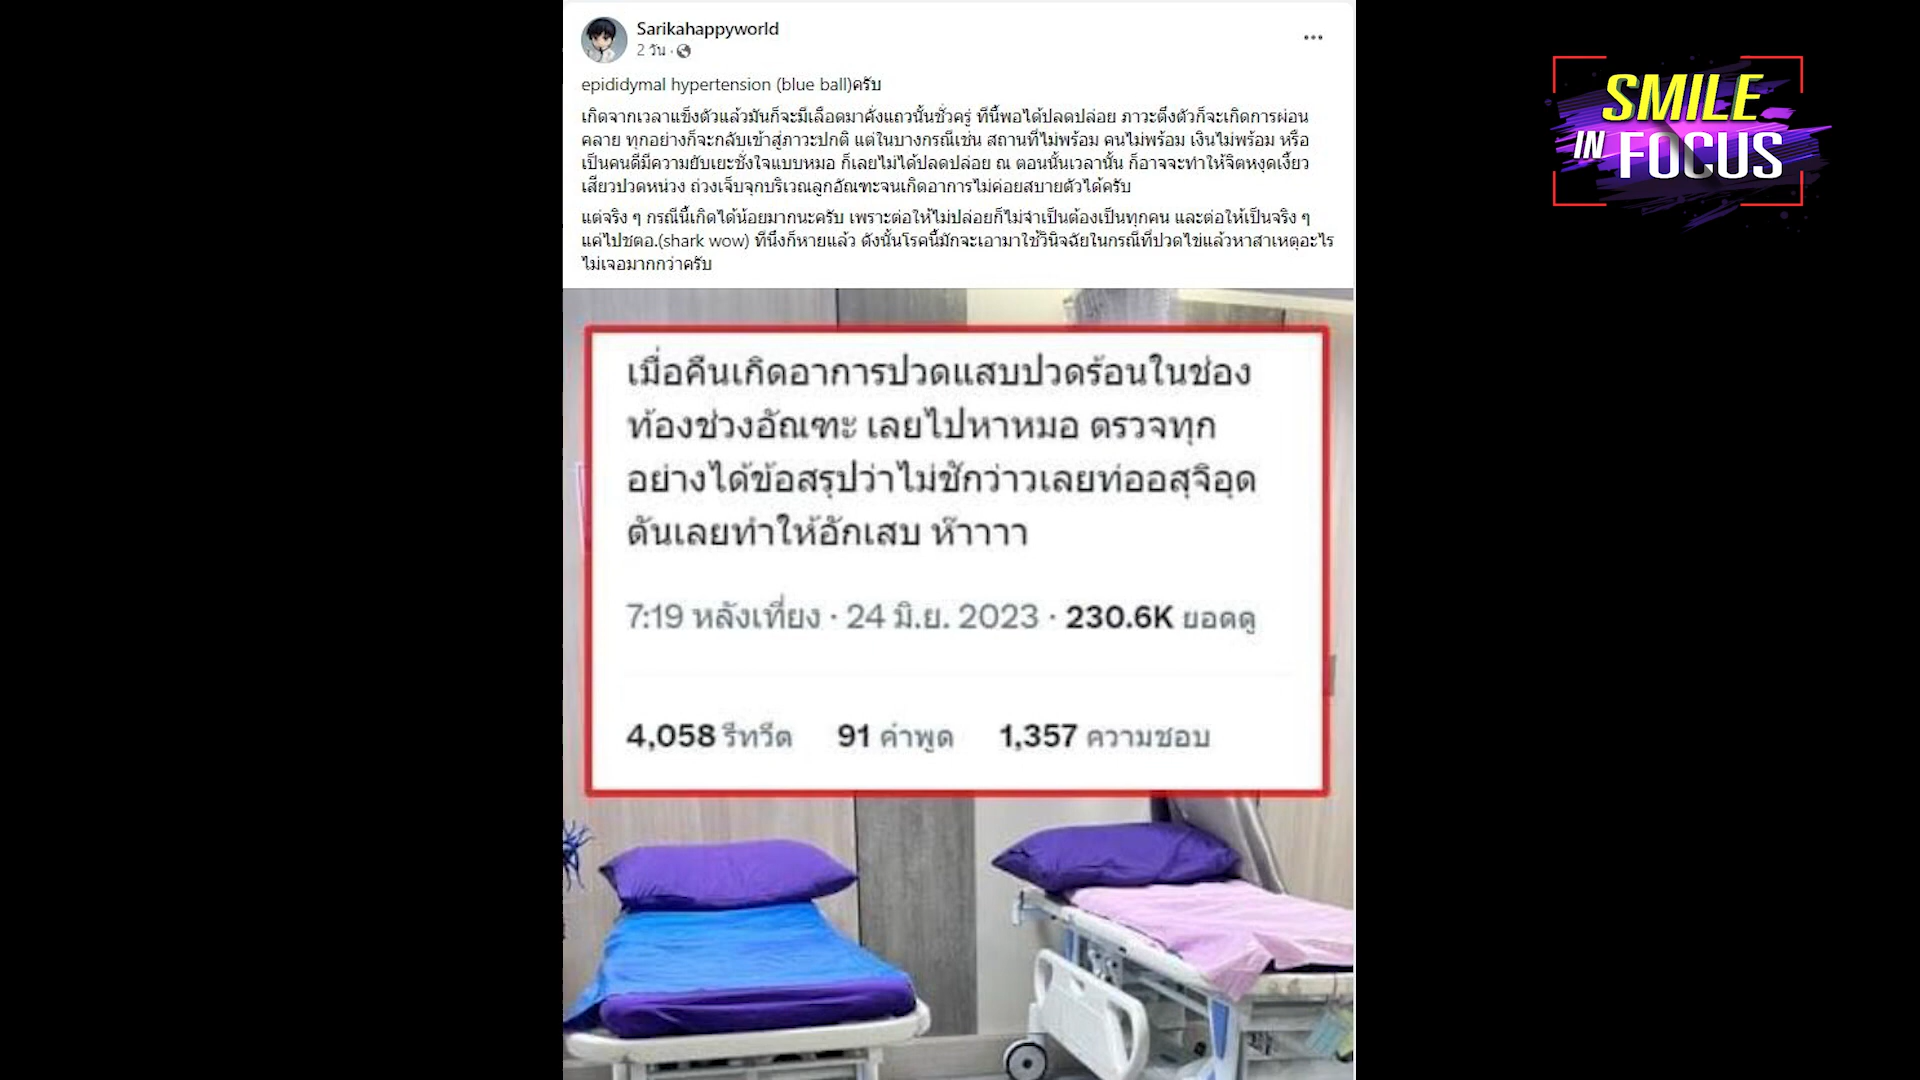 Sarikahappyworld
2 วัน ·
epididymal hypertension (blue ball)ครับ
เกิดจากเวลาแข็งตัวแล้วมันก็จะมีเลือดมาคั่งแถวนั้นชั่วครู่ ทีนี้พอได้ปลดปล่อย ภาวะตึงตัวก็จะเกิดการผ่อน
คลาย ทุกอย่างก็จะกลับเข้าสู่ภาวะปกติ แต่ในบางกรณีเช่น สถานที่ไม่พร้อม คนไม่พร้อม เงินไม่พร้อม หรือ
เป็นคนดีมีความยับเยะชั่งใจแบบหมอ ก็เลยไม่ได้ปลดปล่อย ณ ตอนนั้นเวลานั้น ก็อาจจะทำให้จิตหงุดเงี้ยว
เสียวปวดหน่วง ถ่วงเจ็บจุกบริเวณลูกอัณฑะจนเกิดอาการไม่ค่อยสบายตัวได้ครับ
แต่จริง ๆ กรณีนี้เกิดได้น้อยมากนะครับ เพราะต่อให้ไม่ปล่อยก็ไม่จำเป็นต้องเป็นทุกคน และต่อให้เป็นจริง ๆ
แค่ไปชตอ.(shark wow) ทีนึงก็หายแล้ว ดังนั้นโรคนี้มักจะเอามาใช้วินิจฉัยในกรณีที่ปวดไข่แล้วหาสาเหตุอะไร
ไม่เจอมากกว่าครับ
SMILE
IN FOCUS
เมื่อคืนเกิดอาการปวดแสบปวดร้อนในช่อง
ท้องช่วงอัณฑะ เลยไปหาหมอ ตรวจทุก
อย่างได้ข้อสรุปว่าไม่ชักว่าวเลยท่ออสุจิอุด
ตันเลยทำให้อักเสบ ห๊าาาา
7:19 หลังเที่ยง · 24 มิ.ย. 2023 · 230.6K ยอดดู
4,058 รีทวีต 91 คำพูด 1,357 ความชอบ